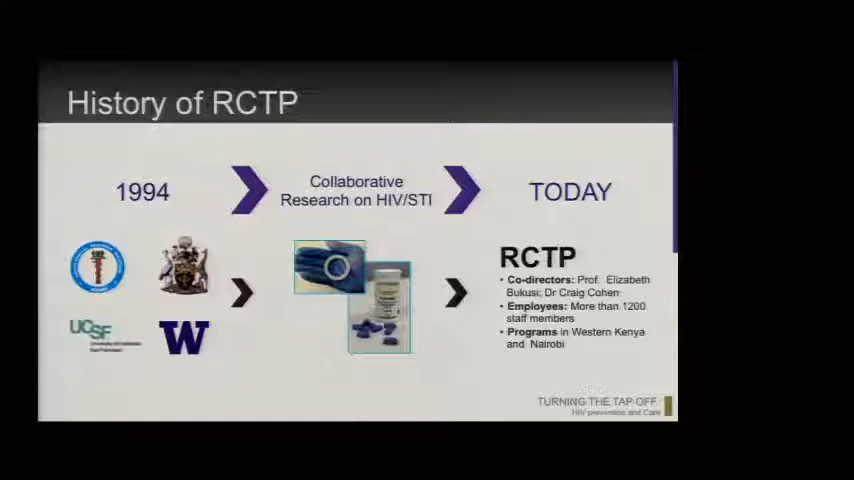 History of RCTP
1994
Collaborative
Research on HIV/STI
TODAY
RCTP
• Co-directors: Prof. Elizabeth
Bukusi; Dr Craig Cohen
• Employees: More than 1200
staff members
• Programs in Western Kenya
and Nairobi
UCSF
W
TURNING THE TAP OFF
HIV prevention and Care